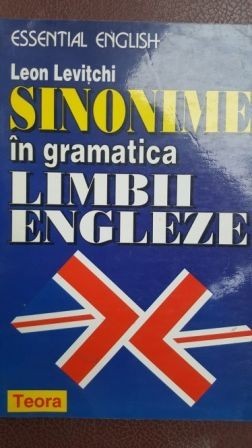 ESSENTIAL ENGLISH
Leon Levițchi
SINONIME
în gramatica
LIMBII
ENGLEZE
Teora